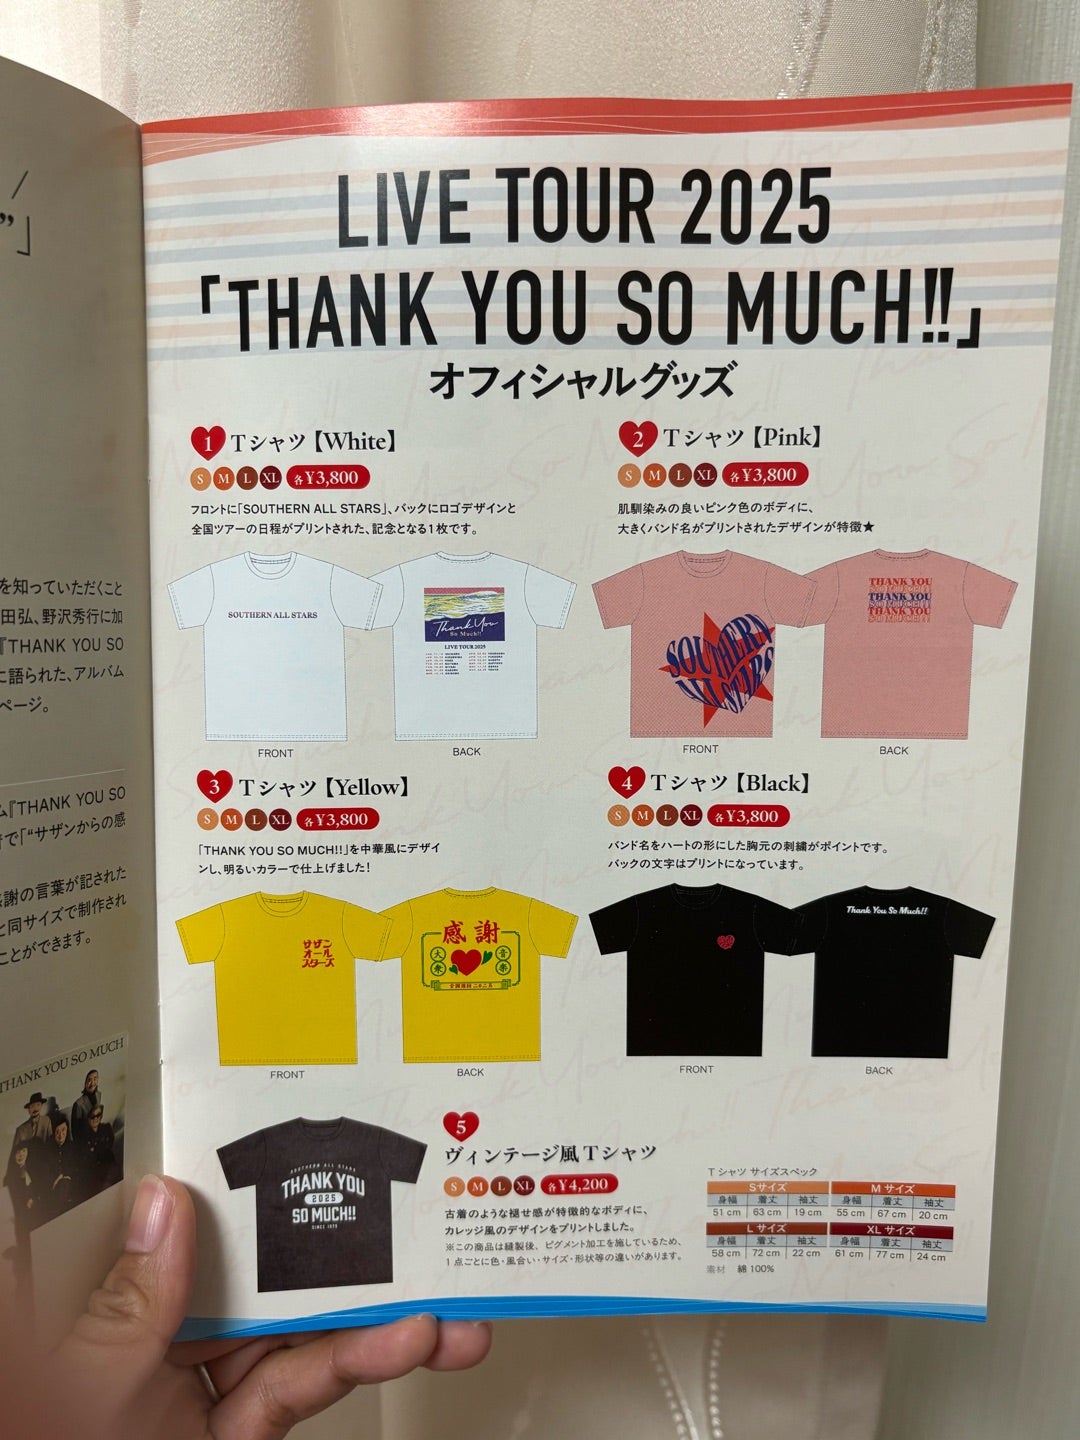 ”」
を知っていただくこと
田弘、野沢秀行に加
『THANK YOU SO
に語られた、アルバム
ページ。
ム『THANK YOU SO
で「“サザンからの感
謝の言葉が記された
と同サイズで制作され
ことができます。
THANK YOU SO MUCH
LIVE TOUR 2025
「THANK YOU SO MUCH!!」
オフィシャルグッズ
1 Tシャツ【White】
S M L XL 各¥3,800
フロントに「SOUTHERN ALL STARS」、バックにロゴデザインと
全国ツアーの日程がプリントされた、記念となる1枚です。
SOUTHERN ALL STARS
Thank You
So Much!!
LIVE TOUR 2025
FRONT
BACK
2 Tシャツ【Pink】
S M L XL 各¥3,800
肌馴染みの良いピンク色のボディに、
大きくバンド名がプリントされたデザインが特徴★
SOUTHERN
ALL STARS
THANK YOU
SO MUCH!!
THANK YOU
SO MUCH!!
THANK YOU
SO MUCH!!
FRONT
BACK
3 Tシャツ【Yellow】
S M L XL 各¥3,800
「THANK YOU SO MUCH!!」を中華風にデザイ
ンし、明るいカラーで仕上げました!
サザン
オール
スターズ
感謝
大衆
音楽
FRONT
BACK
4 Tシャツ【Black】
S M L XL 各¥3,800
バンド名をハートの形にした胸元の刺繍がポイントです。
バックの文字はプリントになっています。
Thank You So Much!!
FRONT
BACK
SOUTHERN ALL STARS
THANK YOU
2025
SO MUCH!!
SINCE 1978
5
ヴィンテージ風Tシャツ
S M L XL 各¥4,200
古着のような褪せ感が特徴的なボディに、
カレッジ風のデザインをプリントしました。
※この商品は縫製後、ピグメント加工を施しているため、
1点ごとに色・風合い・サイズ・形状等の違いがあります。
Tシャツ サイズスペック
Sサイズ Mサイズ
身幅 着丈 袖丈 身幅 着丈 袖丈
51 cm 63 cm 19 cm 55 cm 67 cm 20 cm
Lサイズ XLサイズ
身幅 着丈 袖丈 身幅 着丈 袖丈
58 cm 72 cm 22 cm 61 cm 77 cm 24 cm
素材 綿100%